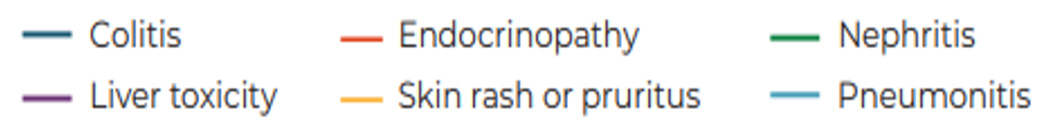 Colitis Endocrinopathy Nephritis
Liver toxicity Skin rash or pruritus Pneumonitis